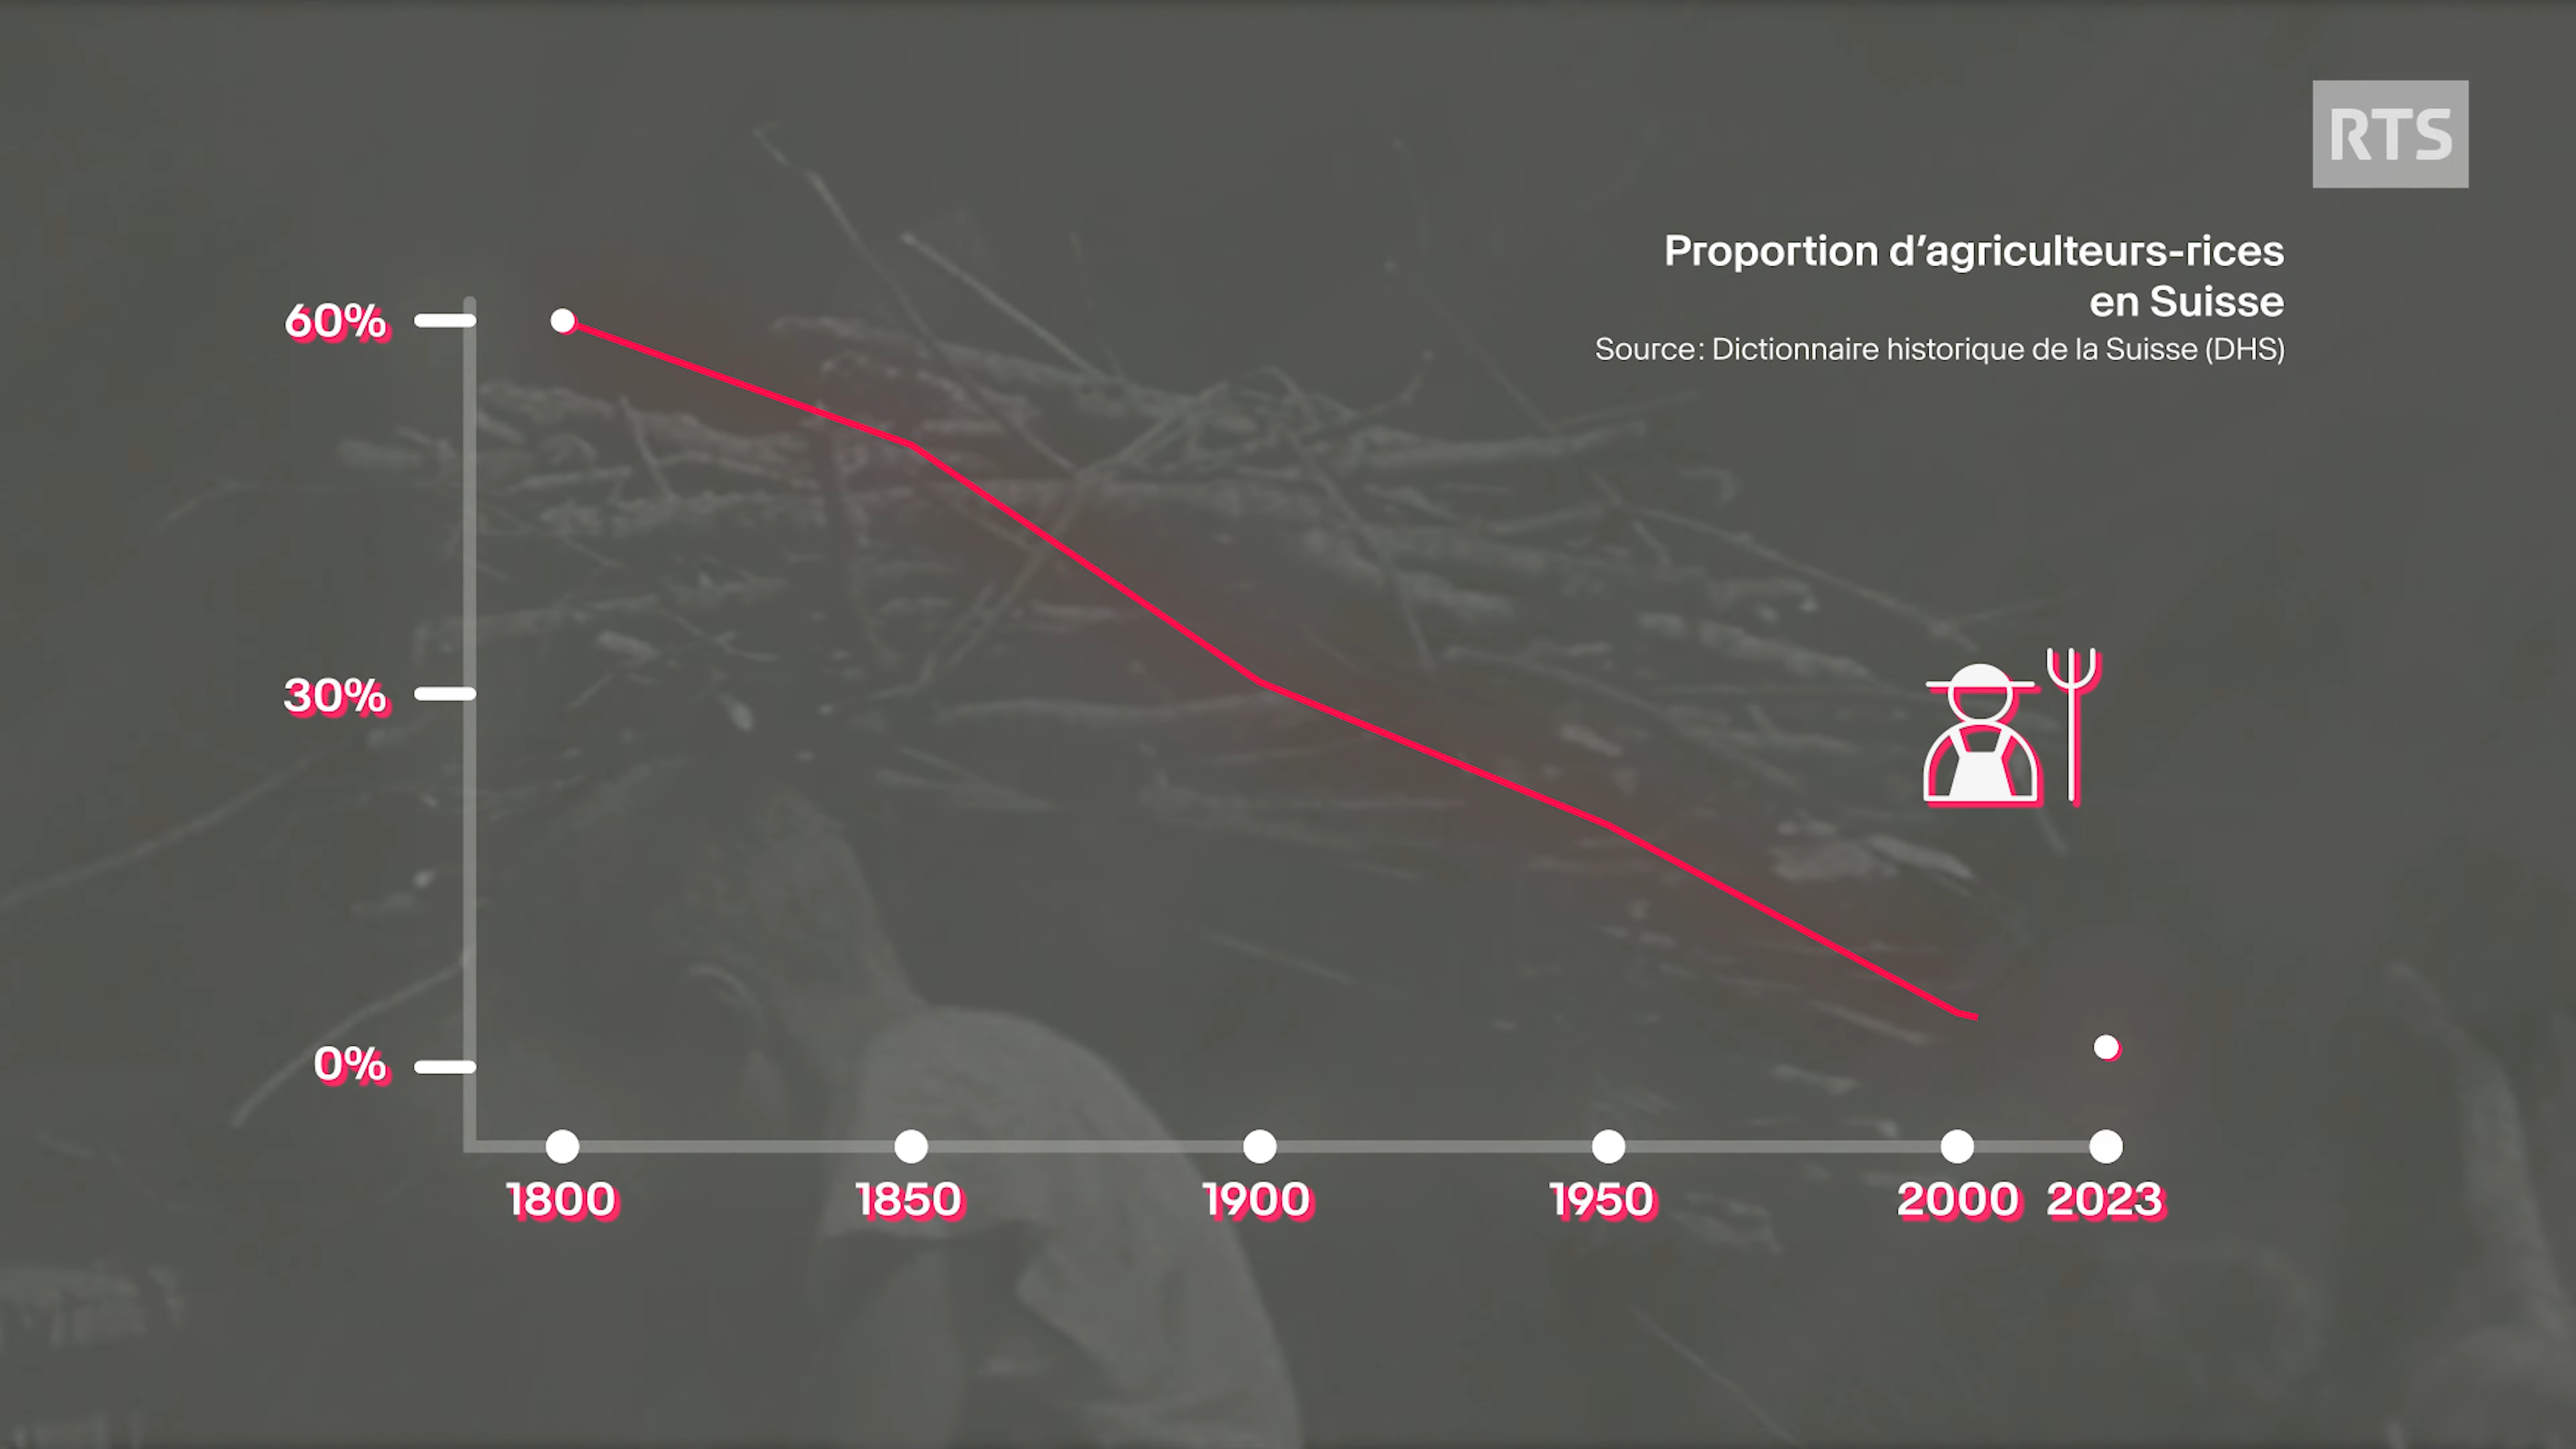 RTS
Proportion d’agriculteurs-rices
en Suisse
Source: Dictionnaire historique de la Suisse (DHS)
60%
30%
0%
1800 1850 1900 1950 2000 2023